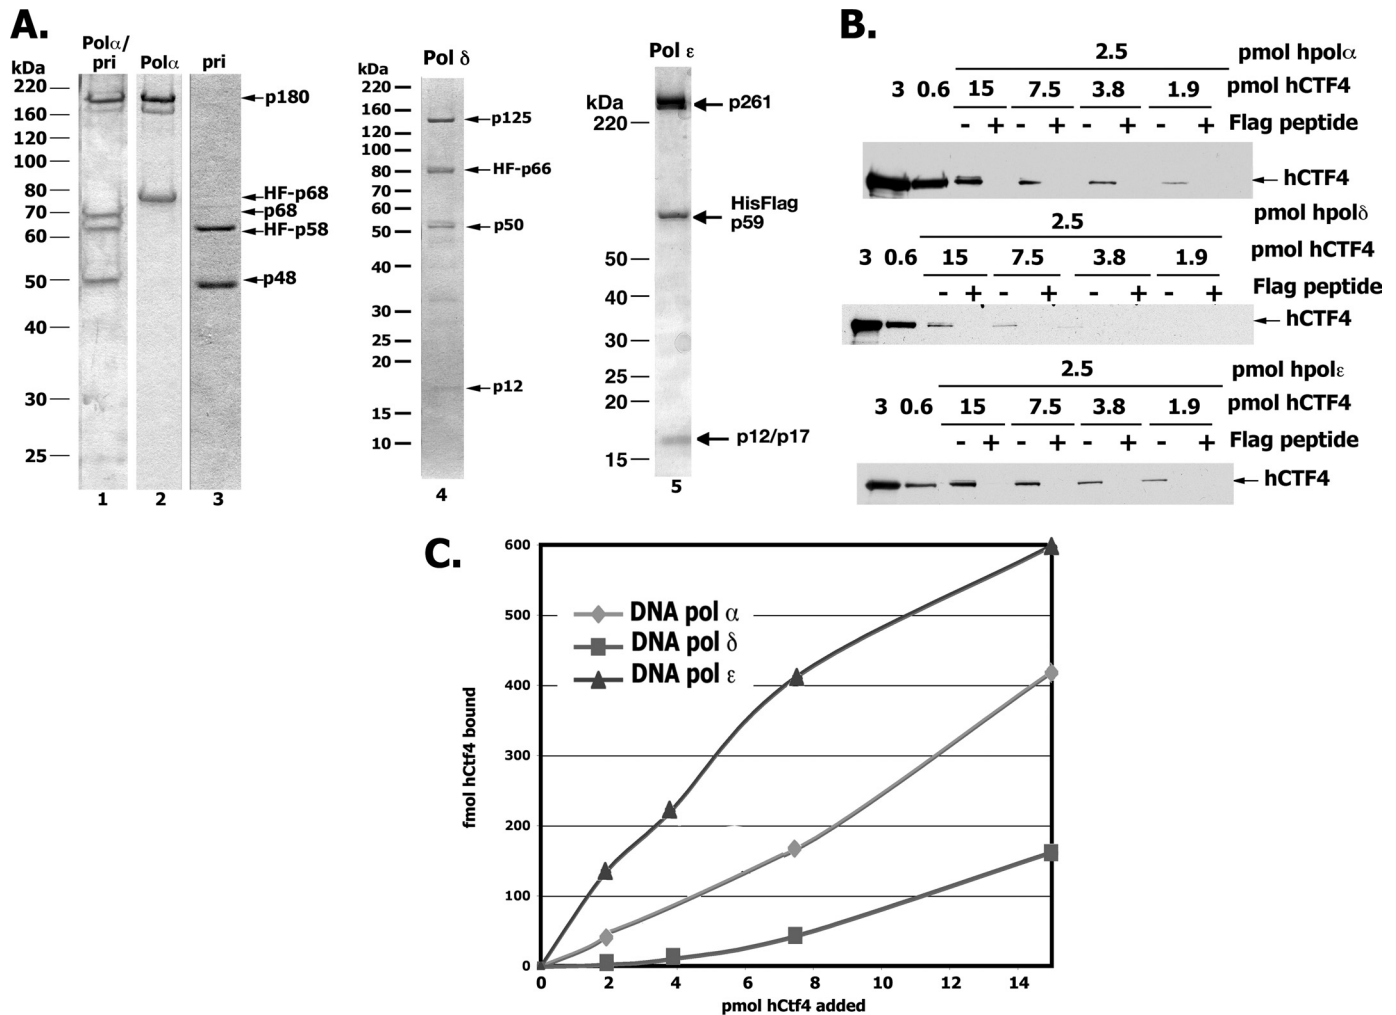 A.
Polα/
pri
Polα
pri
kDa
220
160
120
100
80
70
60
50
40
30
25
p180
HF-p68
p68
HF-p58
p48
1
2
3
Pol δ
kDa
220
160
120
100
80
60
50
40
30
25
20
15
10
p125
HF-p66
p50
p12
4
Pol ε
kDa
220
50
40
30
25
20
15
p261
HisFlag
p59
p12/p17
5
B.
2.5 pmol hpolα
3 0.6 15 7.5 3.8 1.9 pmol hCTF4
- + - + - + - + Flag peptide
hCTF4
pmol hpolδ
2.5
3 0.6 15 7.5 3.8 1.9 pmol hCTF4
- + - + - + - + Flag peptide
hCTF4
2.5 pmol hpolε
3 0.6 15 7.5 3.8 1.9 pmol hCTF4
- + - + - + - + Flag peptide
hCTF4
C.
600
500
400
300
200
100
0
fmol hCtf4 bound
DNA pol α
DNA pol δ
DNA pol ε
0 2 4 6 8 10 12 14
pmol hCtf4 added